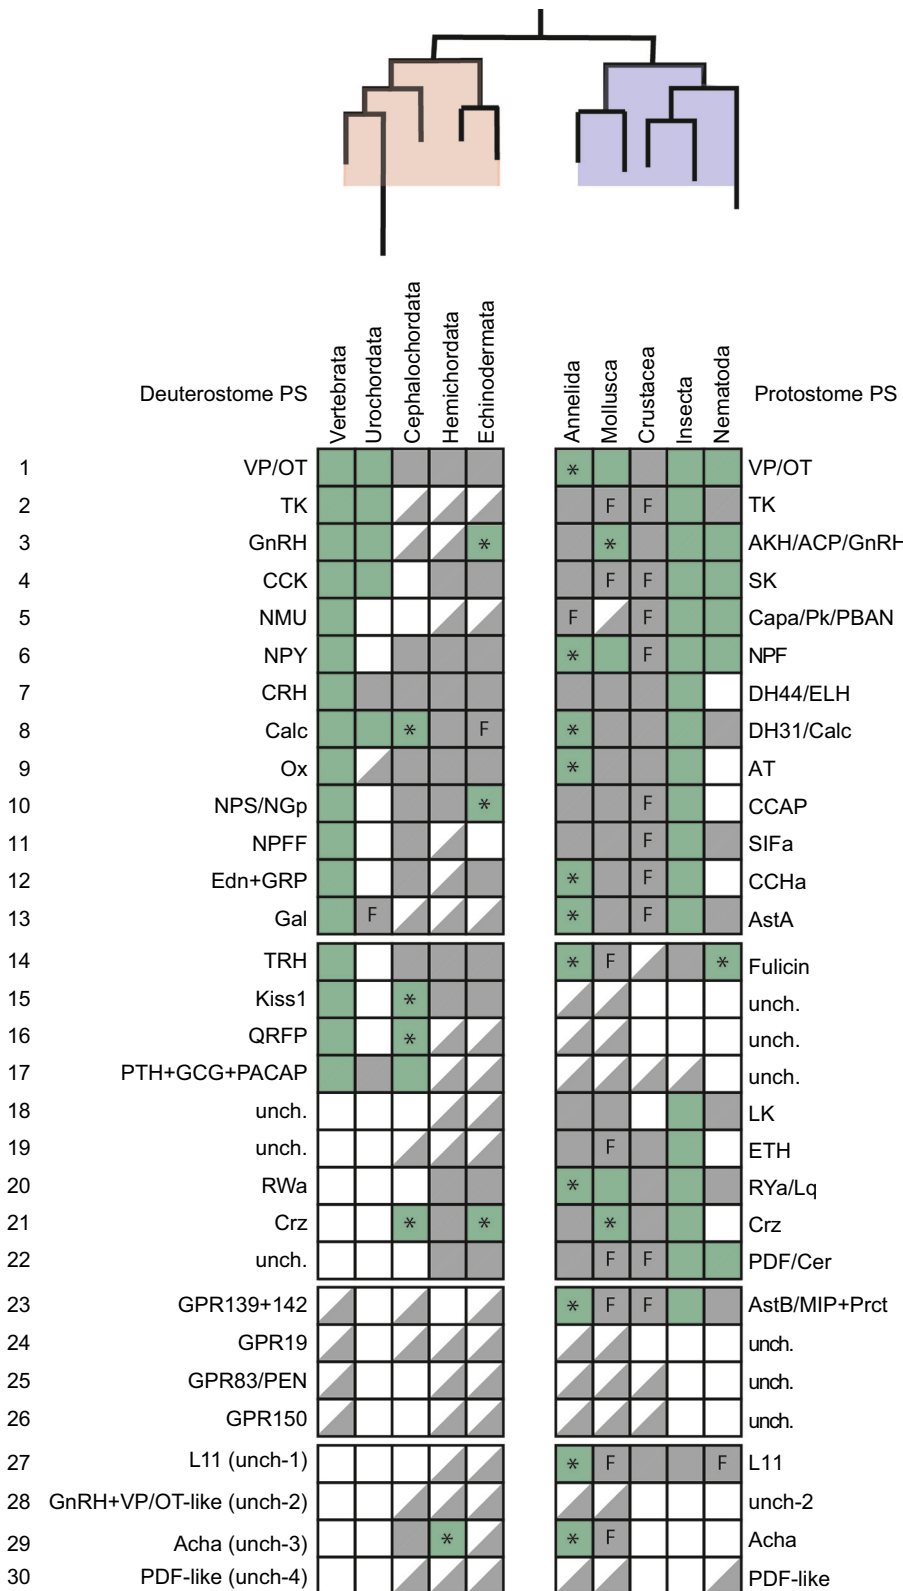 Deuterostome PS Vertebrata Urochordata Cephalochordata Hemichordata Echinodermata Annelida Mollusca Crustacea Insecta Nematoda Protostome PS
1 VP/OT * VP/OT
2 TK F F TK
3 GnRH * * AKH/ACP/GnRH
4 CCK F F SK
5 NMU F F Capa/Pk/PBAN
6 NPY * F NPF
7 CRH DH44/ELH
8 Calc * F * DH31/Calc
9 Ox * AT
10 NPS/NGp * F CCAP
11 NPFF F SIFa
12 Edn+GRP * F CCHa
13 Gal F * F AstA
14 TRH * F * Fulicin
15 Kiss1 * unch.
16 QRFP * unch.
17 PTH+GCG+PACAP unch.
18 unch. LK
19 unch. F ETH
20 RWa * RYa/Lq
21 Crz * * * Crz
22 unch. F F PDF/Cer
23 GPR139+142 * F F AstB/MIP+Prct
24 GPR19 unch.
25 GPR83/PEN unch.
26 GPR150 unch.
27 L11 (unch-1) * F F L11
28 GnRH+VP/OT-like (unch-2) unch-2
29 Acha (unch-3) * * F Acha
30 PDF-like (unch-4) PDF-like